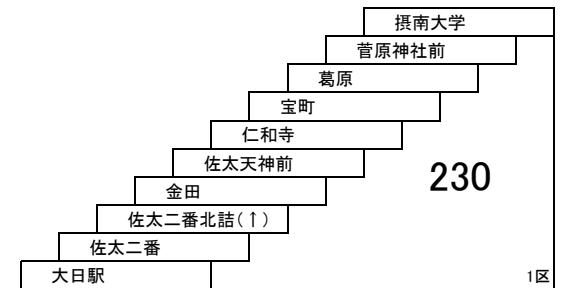 摂南大学
菅原神社前
葛原
宝町
仁和寺
佐太天神前
230
金田
佐太二番北詰(↑)
佐太二番
大日駅
1区